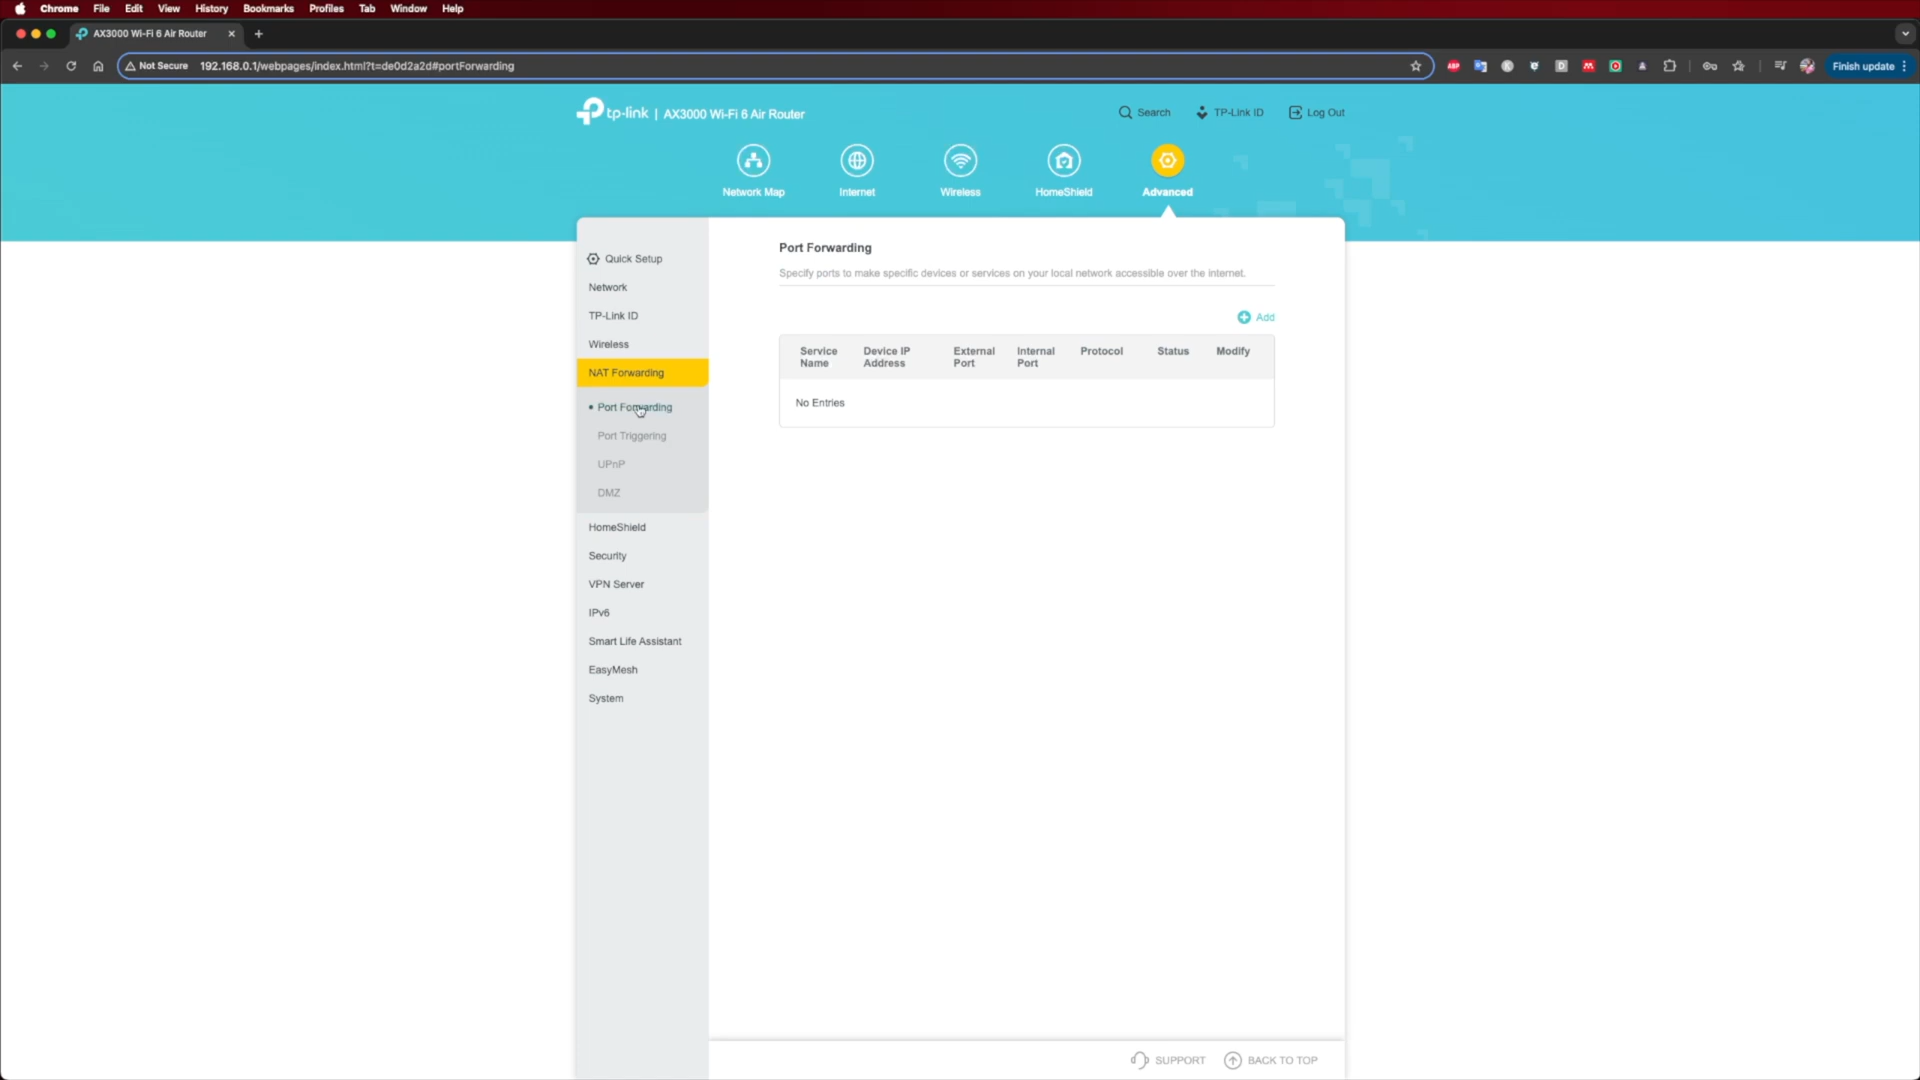 Chrome File Edit View History Bookmarks Profiles Tab Window Help
AX3000 Wi-Fi 6 Air Router
Not Secure 192.168.0.1/webpages/index.html?t=de0d2a2d#portForwarding
ABP
D
Finish update
tp-link | AX3000 Wi-Fi 6 Air Router
Search TP-Link ID Log Out
Network Map Internet Wireless HomeShield Advanced
Quick Setup
Network
TP-Link ID
Wireless
NAT Forwarding
Port Forwarding
Port Triggering
UPnP
DMZ
HomeShield
Security
VPN Server
IPv6
Smart Life Assistant
EasyMesh
System
Port Forwarding
Specify ports to make specific devices or services on your local network accessible over the internet.
Add
Service Name Device IP Address External Port Internal Port Protocol Status Modify
No Entries
SUPPORT BACK TO TOP